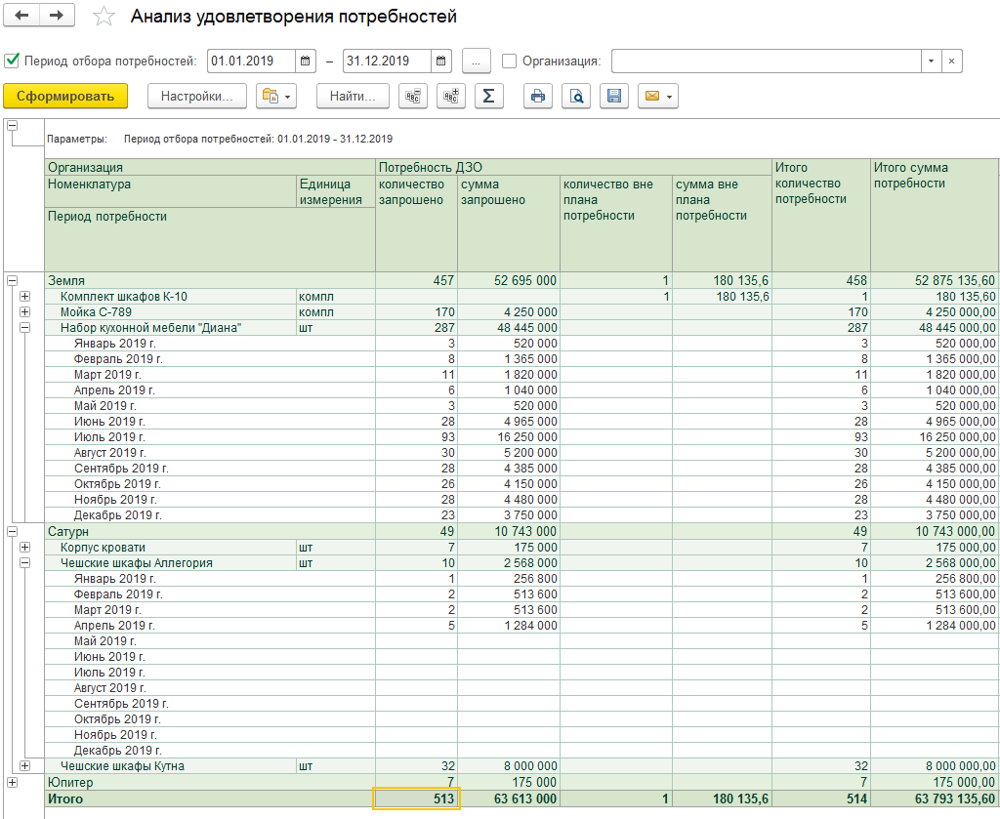 Анализ удовлетворения потребностей
Период отбора потребностей: 01.01.2019 – 31.12.2019 ... Организация:
Сформировать Настройки... Найти...
Параметры: Период отбора потребностей: 01.01.2019 - 31.12.2019
Организация Потребность ДЗО Итого количество потребности Итого сумма потребности
Номенклатура Единица измерения количество запрошено сумма запрошено количество вне плана потребности сумма вне плана потребности
Период потребности
Земля 457 52 695 000 1 180 135,6 458 52 875 135,60
Комплект шкафов К-10 компл 1 180 135,6 1 180 135,60
Мойка С-789 компл 170 4 250 000 170 4 250 000,00
Набор кухонной мебели "Диана" шт 287 48 445 000 287 48 445 000,00
Январь 2019 г. 3 520 000 3 520 000,00
Февраль 2019 г. 8 1 365 000 8 1 365 000,00
Март 2019 г. 11 1 820 000 11 1 820 000,00
Апрель 2019 г. 6 1 040 000 6 1 040 000,00
Май 2019 г. 3 520 000 3 520 000,00
Июнь 2019 г. 28 4 965 000 28 4 965 000,00
Июль 2019 г. 93 16 250 000 93 16 250 000,00
Август 2019 г. 30 5 200 000 30 5 200 000,00
Сентябрь 2019 г. 28 4 385 000 28 4 385 000,00
Октябрь 2019 г. 26 4 150 000 26 4 150 000,00
Ноябрь 2019 г. 28 4 480 000 28 4 480 000,00
Декабрь 2019 г. 23 3 750 000 23 3 750 000,00
Сатурн 49 10 743 000 49 10 743 000,00
Корпус кровати шт 7 175 000 7 175 000,00
Чешские шкафы Аллегория шт 10 2 568 000 10 2 568 000,00
Январь 2019 г. 1 256 800 1 256 800,00
Февраль 2019 г. 2 513 600 2 513 600,00
Март 2019 г. 2 513 600 2 513 600,00
Апрель 2019 г. 5 1 284 000 5 1 284 000,00
Май 2019 г.
Июнь 2019 г.
Июль 2019 г.
Август 2019 г.
Сентябрь 2019 г.
Октябрь 2019 г.
Ноябрь 2019 г.
Декабрь 2019 г.
Чешские шкафы Кутна шт 32 8 000 000 32 8 000 000,00
Юпитер 7 175 000 7 175 000,00
Итого 513 63 613 000 1 180 135,6 514 63 793 135,60